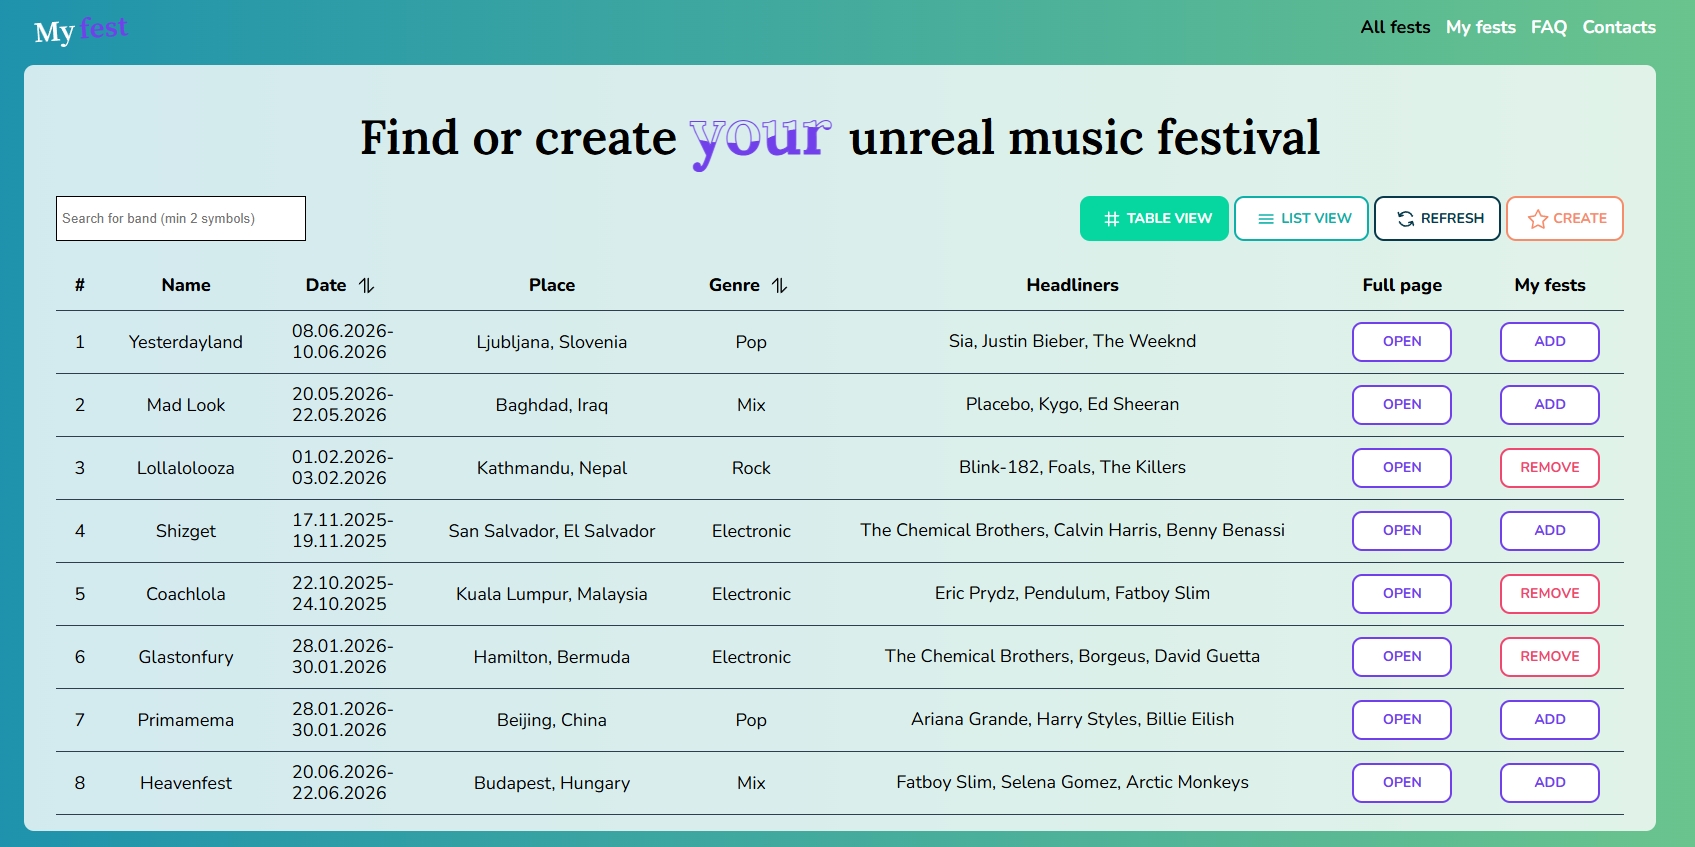 My fest
All fests My fests FAQ Contacts
Find or create your unreal music festival
Search for band (min 2 symbols)
TABLE VIEW LIST VIEW REFRESH CREATE
# Name Date Place Genre Headliners Full page My fests
1 Yesterdayland 08.06.2026-10.06.2026 Ljubljana, Slovenia Pop Sia, Justin Bieber, The Weeknd OPEN ADD
2 Mad Look 20.05.2026-22.05.2026 Baghdad, Iraq Mix Placebo, Kygo, Ed Sheeran OPEN ADD
3 Lollalolooza 01.02.2026-03.02.2026 Kathmandu, Nepal Rock Blink-182, Foals, The Killers OPEN REMOVE
4 Shizget 17.11.2025-19.11.2025 San Salvador, El Salvador Electronic The Chemical Brothers, Calvin Harris, Benny Benassi OPEN ADD
5 Coachlola 22.10.2025-24.10.2025 Kuala Lumpur, Malaysia Electronic Eric Prydz, Pendulum, Fatboy Slim OPEN REMOVE
6 Glastonfury 28.01.2026-30.01.2026 Hamilton, Bermuda Electronic The Chemical Brothers, Borgeus, David Guetta OPEN REMOVE
7 Primamema 28.01.2026-30.01.2026 Beijing, China Pop Ariana Grande, Harry Styles, Billie Eilish OPEN ADD
8 Heavenfest 20.06.2026-22.06.2026 Budapest, Hungary Mix Fatboy Slim, Selena Gomez, Arctic Monkeys OPEN ADD